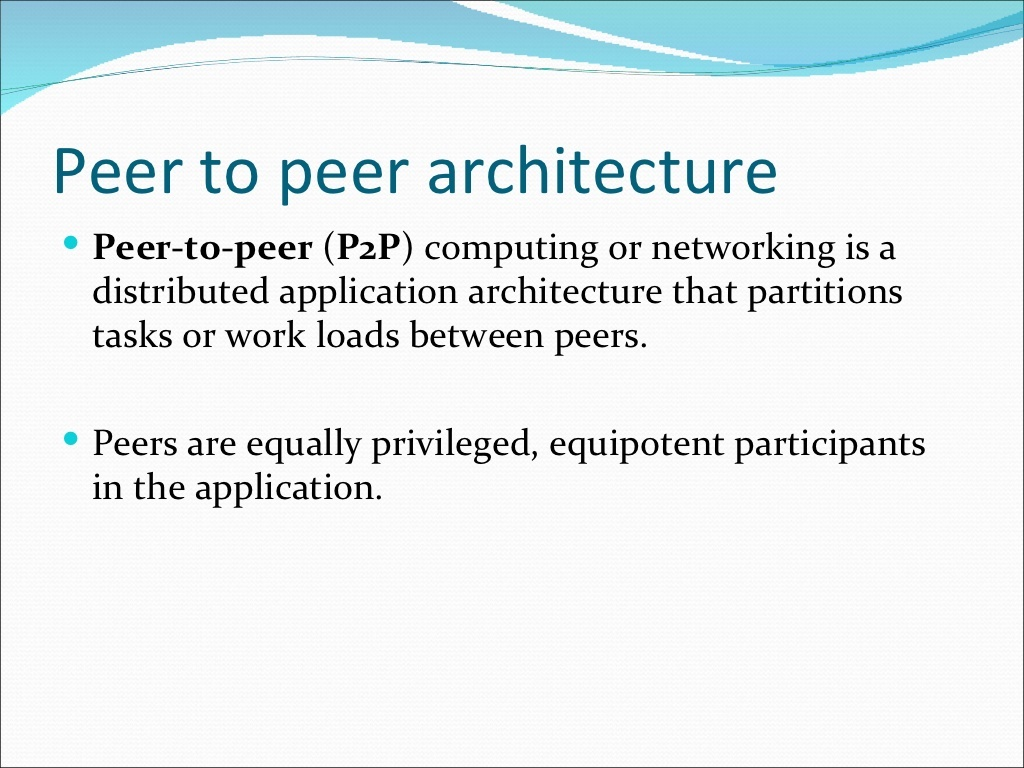 Peer to peer architecture
• Peer-to-peer (P2P) computing or networking is a
distributed application architecture that partitions
tasks or work loads between peers.
• Peers are equally privileged, equipotent participants
in the application.